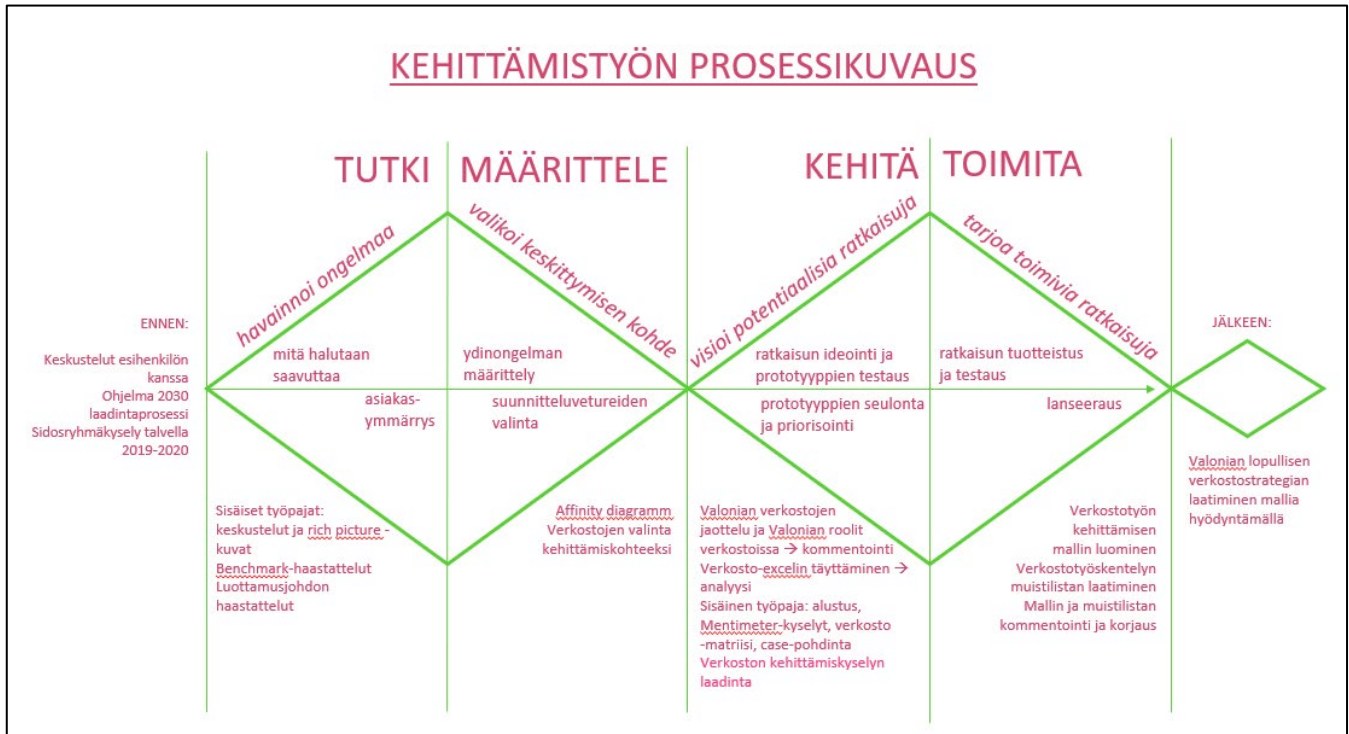 KEHITTÄMISTYÖN PROSESSIKUVAUS
TUTKI
MÄÄRITTELE
KEHITÄ
TOIMITA
havainnoi ongelmaa
valikoi keskittymisen kohde
visioi potentiaalisia ratkaisuja
tarjoa toimivia ratkaisuja
ENNEN:
Keskustelut esihenkilön
kanssa
Ohjelma 2030
laadintaprosessi
Sidosryhmäkysely talvella
2019-2020
mitä halutaan
saavuttaa
asiakas-
ymmärrys
ydinongelman
määrittely
suunnitteluvetureiden
valinta
ratkaisun ideointi ja
prototyyppien testaus
prototyyppien seulonta
ja priorisointi
ratkaisun tuotteistus
ja testaus
lanseeraus
JÄLKEEN:
Valonian lopullisen
verkostostrategian
laatiminen mallia
hyödyntämällä
Sisäiset työpajat:
keskustelut ja rich picture -
kuvat
Benchmark-haastattelut
Luottamusjohdon
haastattelut
Affinity diagramm
Verkostojen valinta
kehittämiskohteeksi
Valonian verkostojen
jaottelu ja Valonian roolit
verkostoissa → kommentointi
Verkosto-excelin täyttäminen →
analyysi
Sisäinen työpaja: alustus,
Mentimeter-kyselyt, verkosto
-matriisi, case-pohdinta
Verkoston kehittämiskyselyn
laadinta
Verkostotyön
kehittämisen
mallin luominen
Verkostotyöskentelyn
muistilistan laatiminen
Mallin ja muistilistan
kommentointi ja korjaus